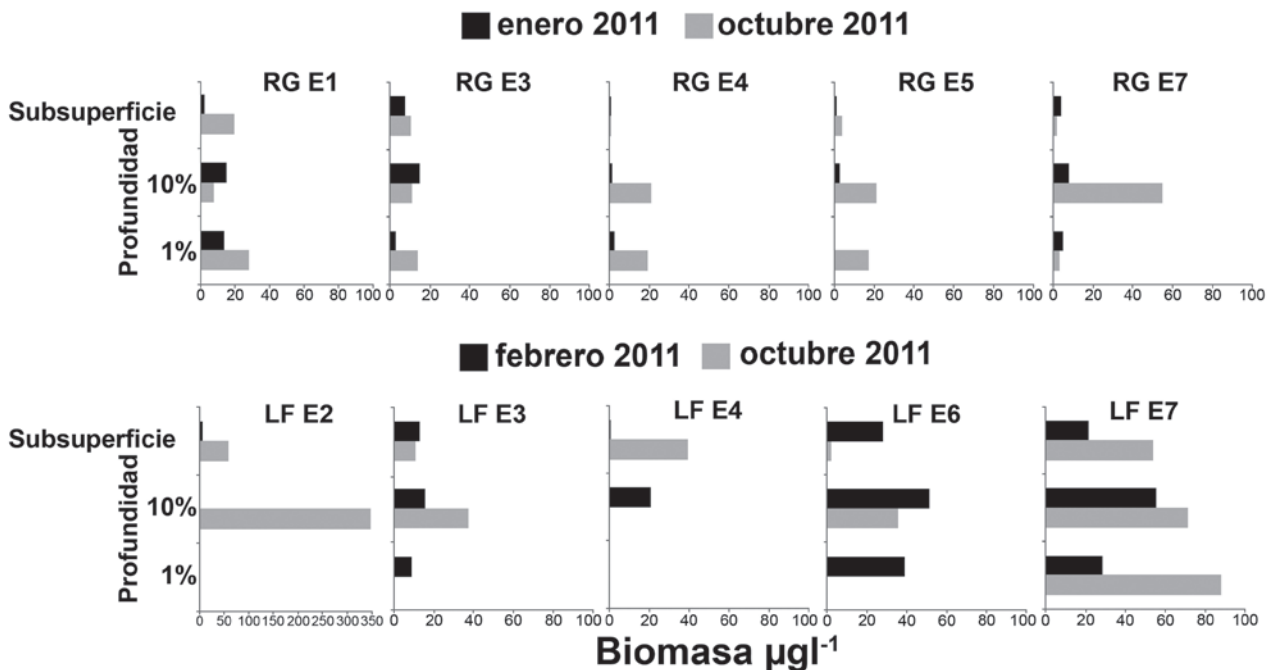 enero 2011 octubre 2011
RG E1 RG E3 RG E4 RG E5 RG E7
Subsuperficie
10%
1%
Profundidad
0 20 40 60 80 100 0 20 40 60 80 100 0 20 40 60 80 100 0 20 40 60 80 100 0 20 40 60 80 100
febrero 2011 octubre 2011
LF E2 LF E3 LF E4 LF E6 LF E7
Subsuperficie
10%
1%
Profundidad
0 50 100 150 200 250 300 350 0 20 40 60 80 100 0 20 40 60 80 100 0 20 40 60 80 100 0 20 40 60 80 100
Biomasa µgl-1